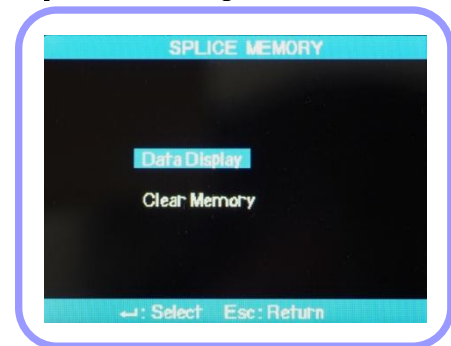 SPLICE MEMORY
Data Display
Clear Memory
↵: Select Esc: Return